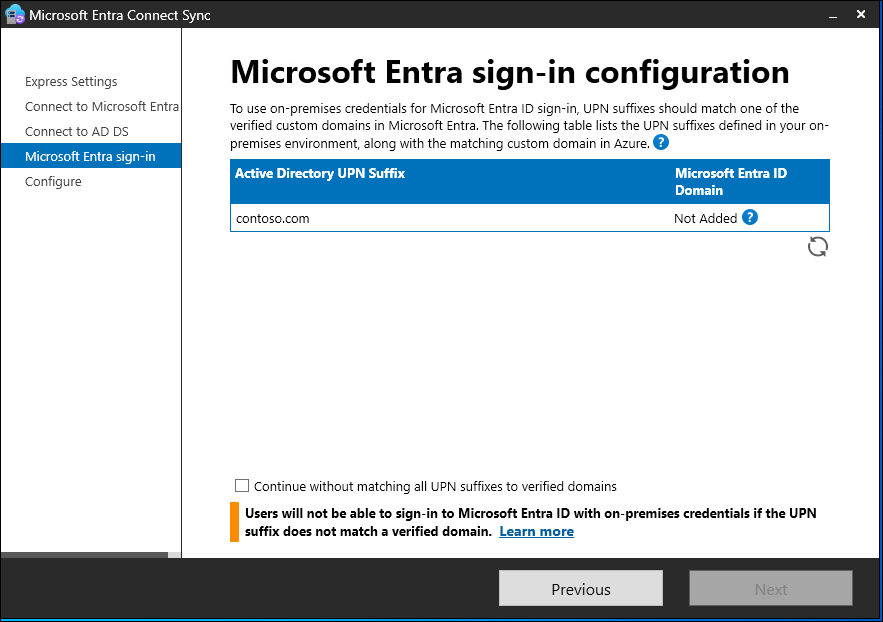 Microsoft Entra Connect Sync
Express Settings
Connect to Microsoft Entra
Connect to AD DS
Microsoft Entra sign-in
Configure
Microsoft Entra sign-in configuration
To use on-premises credentials for Microsoft Entra ID sign-in, UPN suffixes should match one of the
verified custom domains in Microsoft Entra. The following table lists the UPN suffixes defined in your on-
premises environment, along with the matching custom domain in Azure. ?
Active Directory UPN Suffix
Microsoft Entra ID
Domain
contoso.com
Not Added ?
Continue without matching all UPN suffixes to verified domains
Users will not be able to sign-in to Microsoft Entra ID with on-premises credentials if the UPN
suffix does not match a verified domain. Learn more
Previous
Next